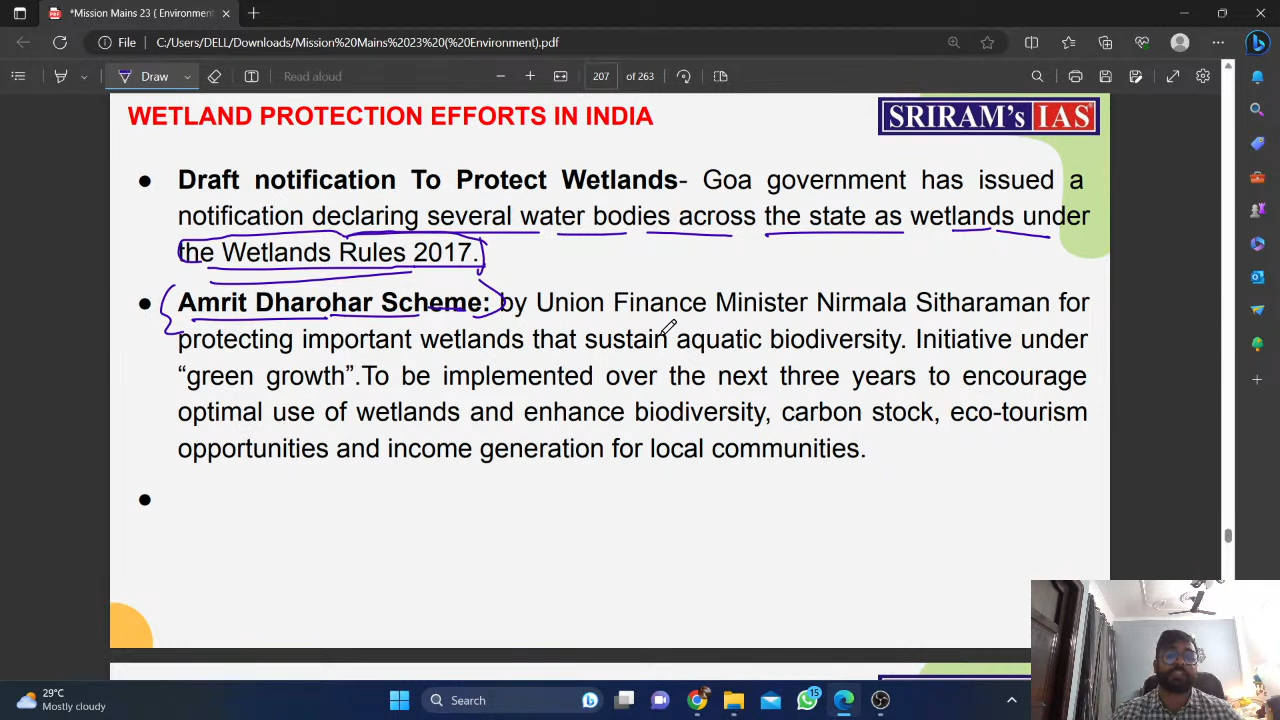 *Mission Mains 23 ( Environment
File
C:/Users/DELL/Downloads/Mission%20Mains%2023%20(%20Environment).pdf
Draw
Read aloud
207
of 263
WETLAND PROTECTION EFFORTS IN INDIA
SRIRAM's IAS
● Draft notification To Protect Wetlands- Goa government has issued a
notification declaring several water bodies across the state as wetlands under
the Wetlands Rules 2017.
● Amrit Dharohar Scheme: by Union Finance Minister Nirmala Sitharaman for
protecting important wetlands that sustain aquatic biodiversity. Initiative under
“green growth”.To be implemented over the next three years to encourage
optimal use of wetlands and enhance biodiversity, carbon stock, eco-tourism
opportunities and income generation for local communities.
●
29°C
Mostly cloudy
Search
15